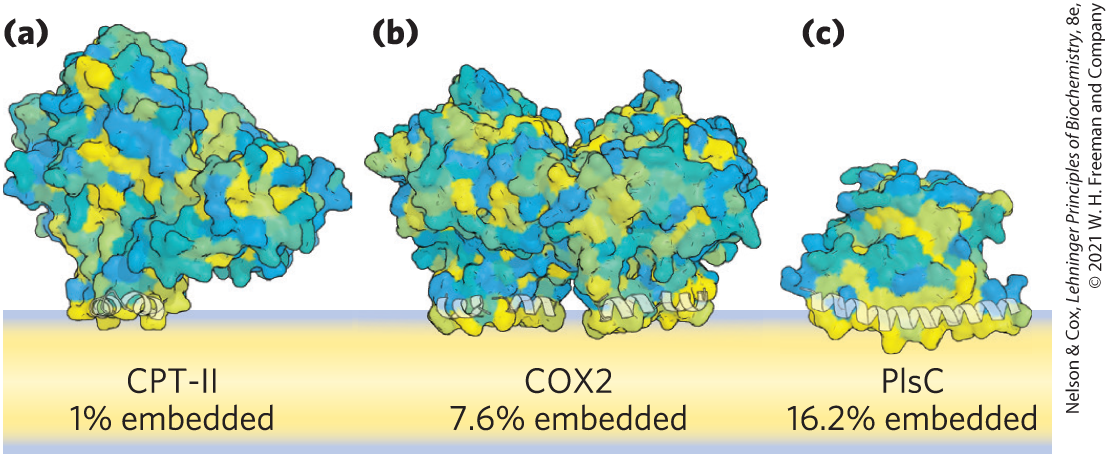 (a)
(b)
(c)
CPT-II
1% embedded
COX2
7.6% embedded
PlsC
16.2% embedded
Nelson & Cox, Lehninger Principles of Biochemistry, 8e,
© 2021 W. H. Freeman and Company